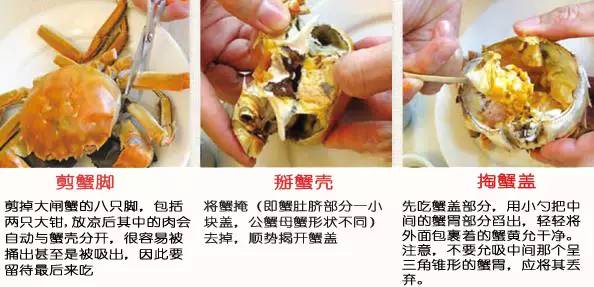 剪蟹脚
剪掉大闸蟹的八只脚，包括
两只大钳,放凉后其中的肉会
自动与蟹壳分开，很容易被
捅出甚至是被吸出，因此要
留待最后来吃
掰蟹壳
将蟹掩（即蟹肚脐部分一小
块盖，公蟹母蟹形状不同）
去掉，顺势揭开蟹盖
掏蟹盖
先吃蟹盖部分，用小勺把中
间的蟹胃部分舀出，轻轻将
外面包裹着的蟹黄允干净。
注意，不要允吸中间那个呈
三角锥形的蟹胃，应将其丢
弃。